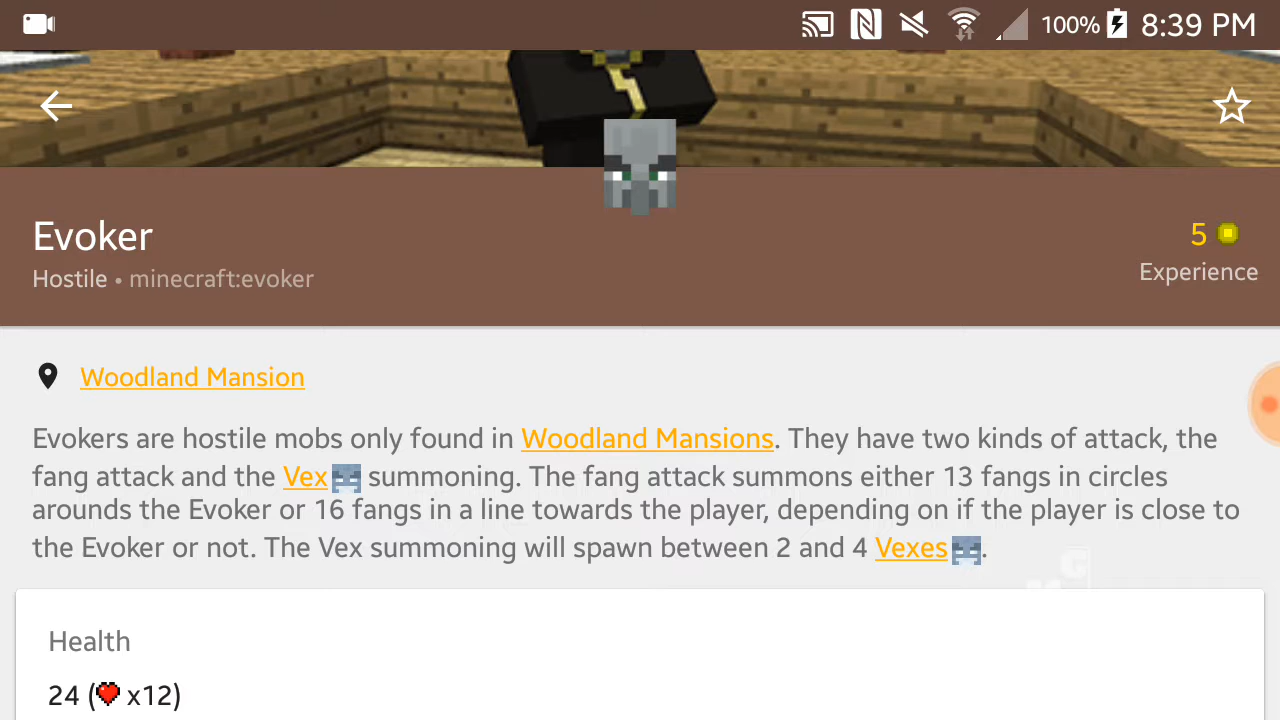 100% 8:39 PM
Evoker
5
Hostile • minecraft:evoker
Experience
Woodland Mansion
Evokers are hostile mobs only found in Woodland Mansions. They have two kinds of attack, the
fang attack and the Vex summoning. The fang attack summons either 13 fangs in circles
arounds the Evoker or 16 fangs in a line towards the player, depending on if the player is close to
the Evoker or not. The Vex summoning will spawn between 2 and 4 Vexes.
Health
24 (x12)